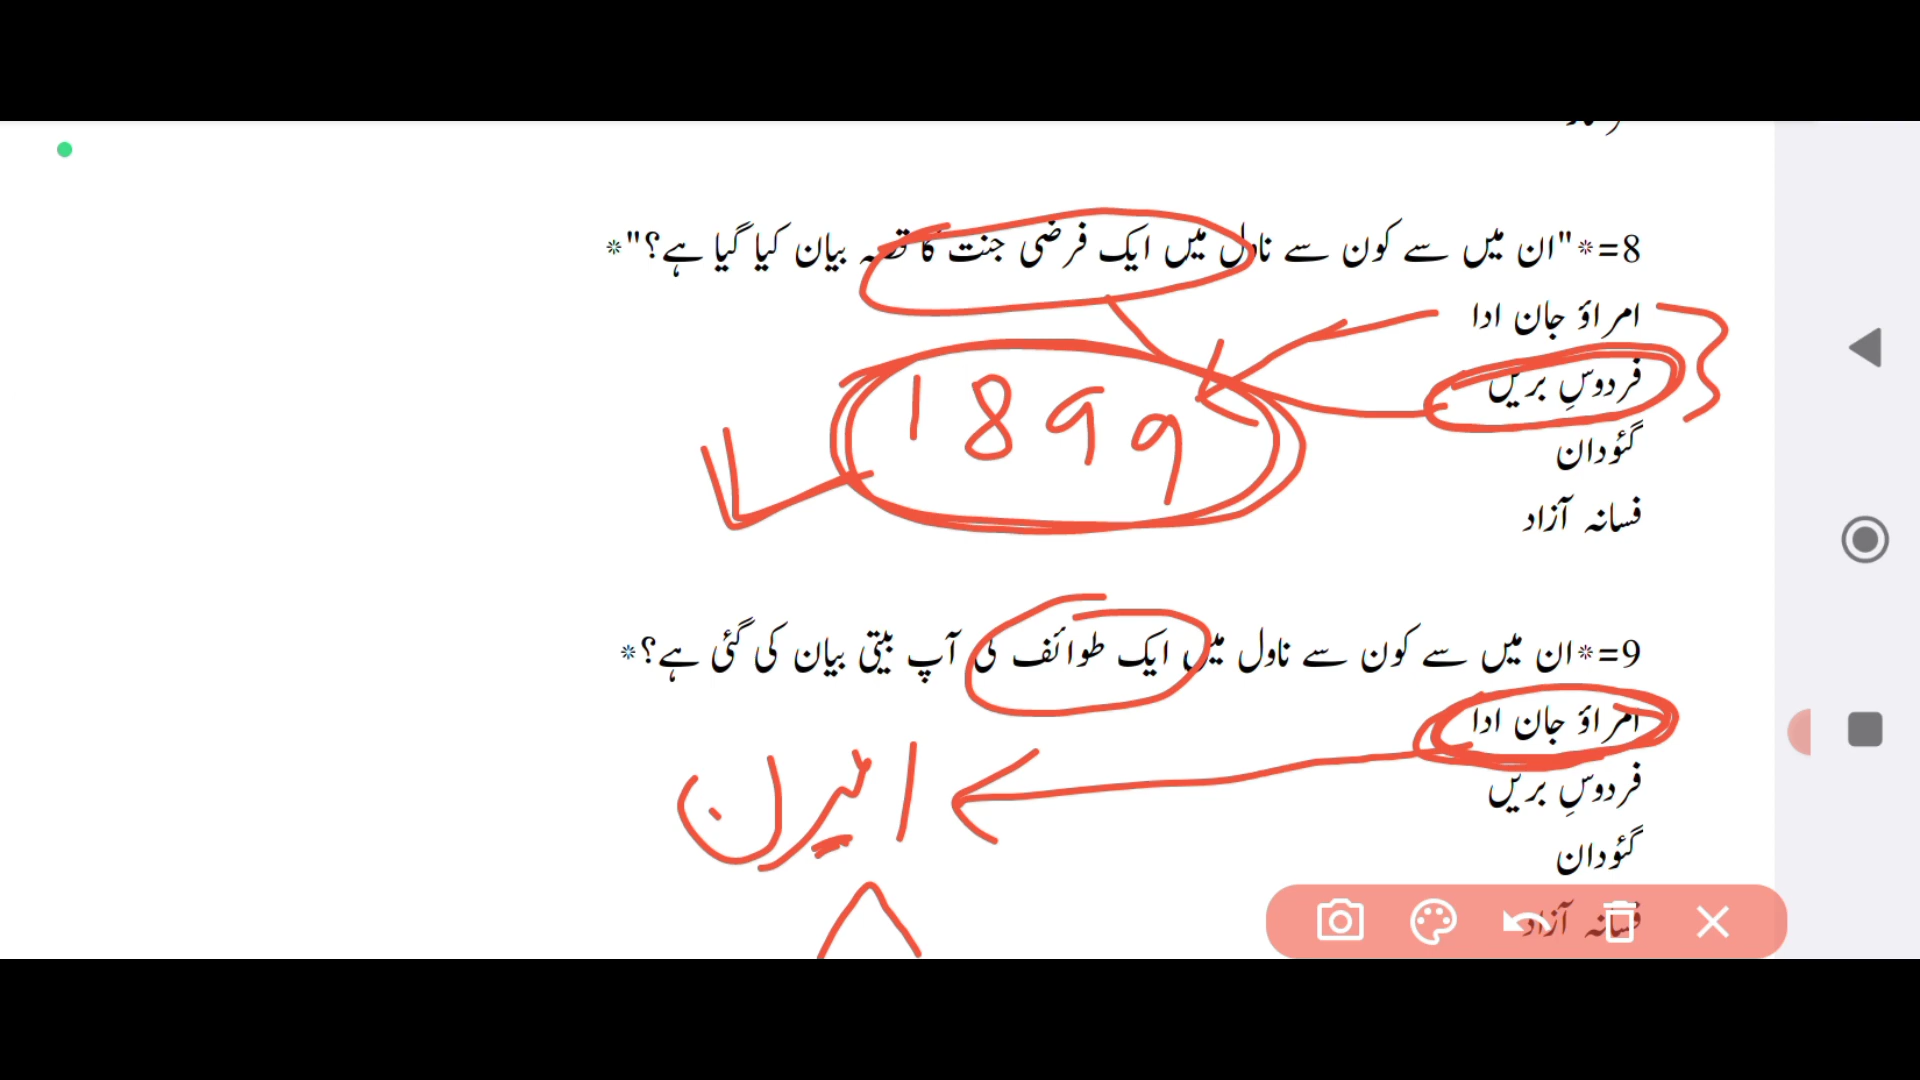 8=*"ان میں سے کون سے ناول میں ایک فرضی جنت کا قصہ بیان کیا گیا ہے؟"*
امراؤ جان ادا
فردوسِ بریں
1899
گئودان
فسانہ آزاد
9=*ان میں سے کون سے ناول میں ایک طوائف کی آپ بیتی بیان کی گئی ہے؟*
امراؤ جان ادا
امیرن
فردوسِ بریں
گئودان
فسانہ آزاد